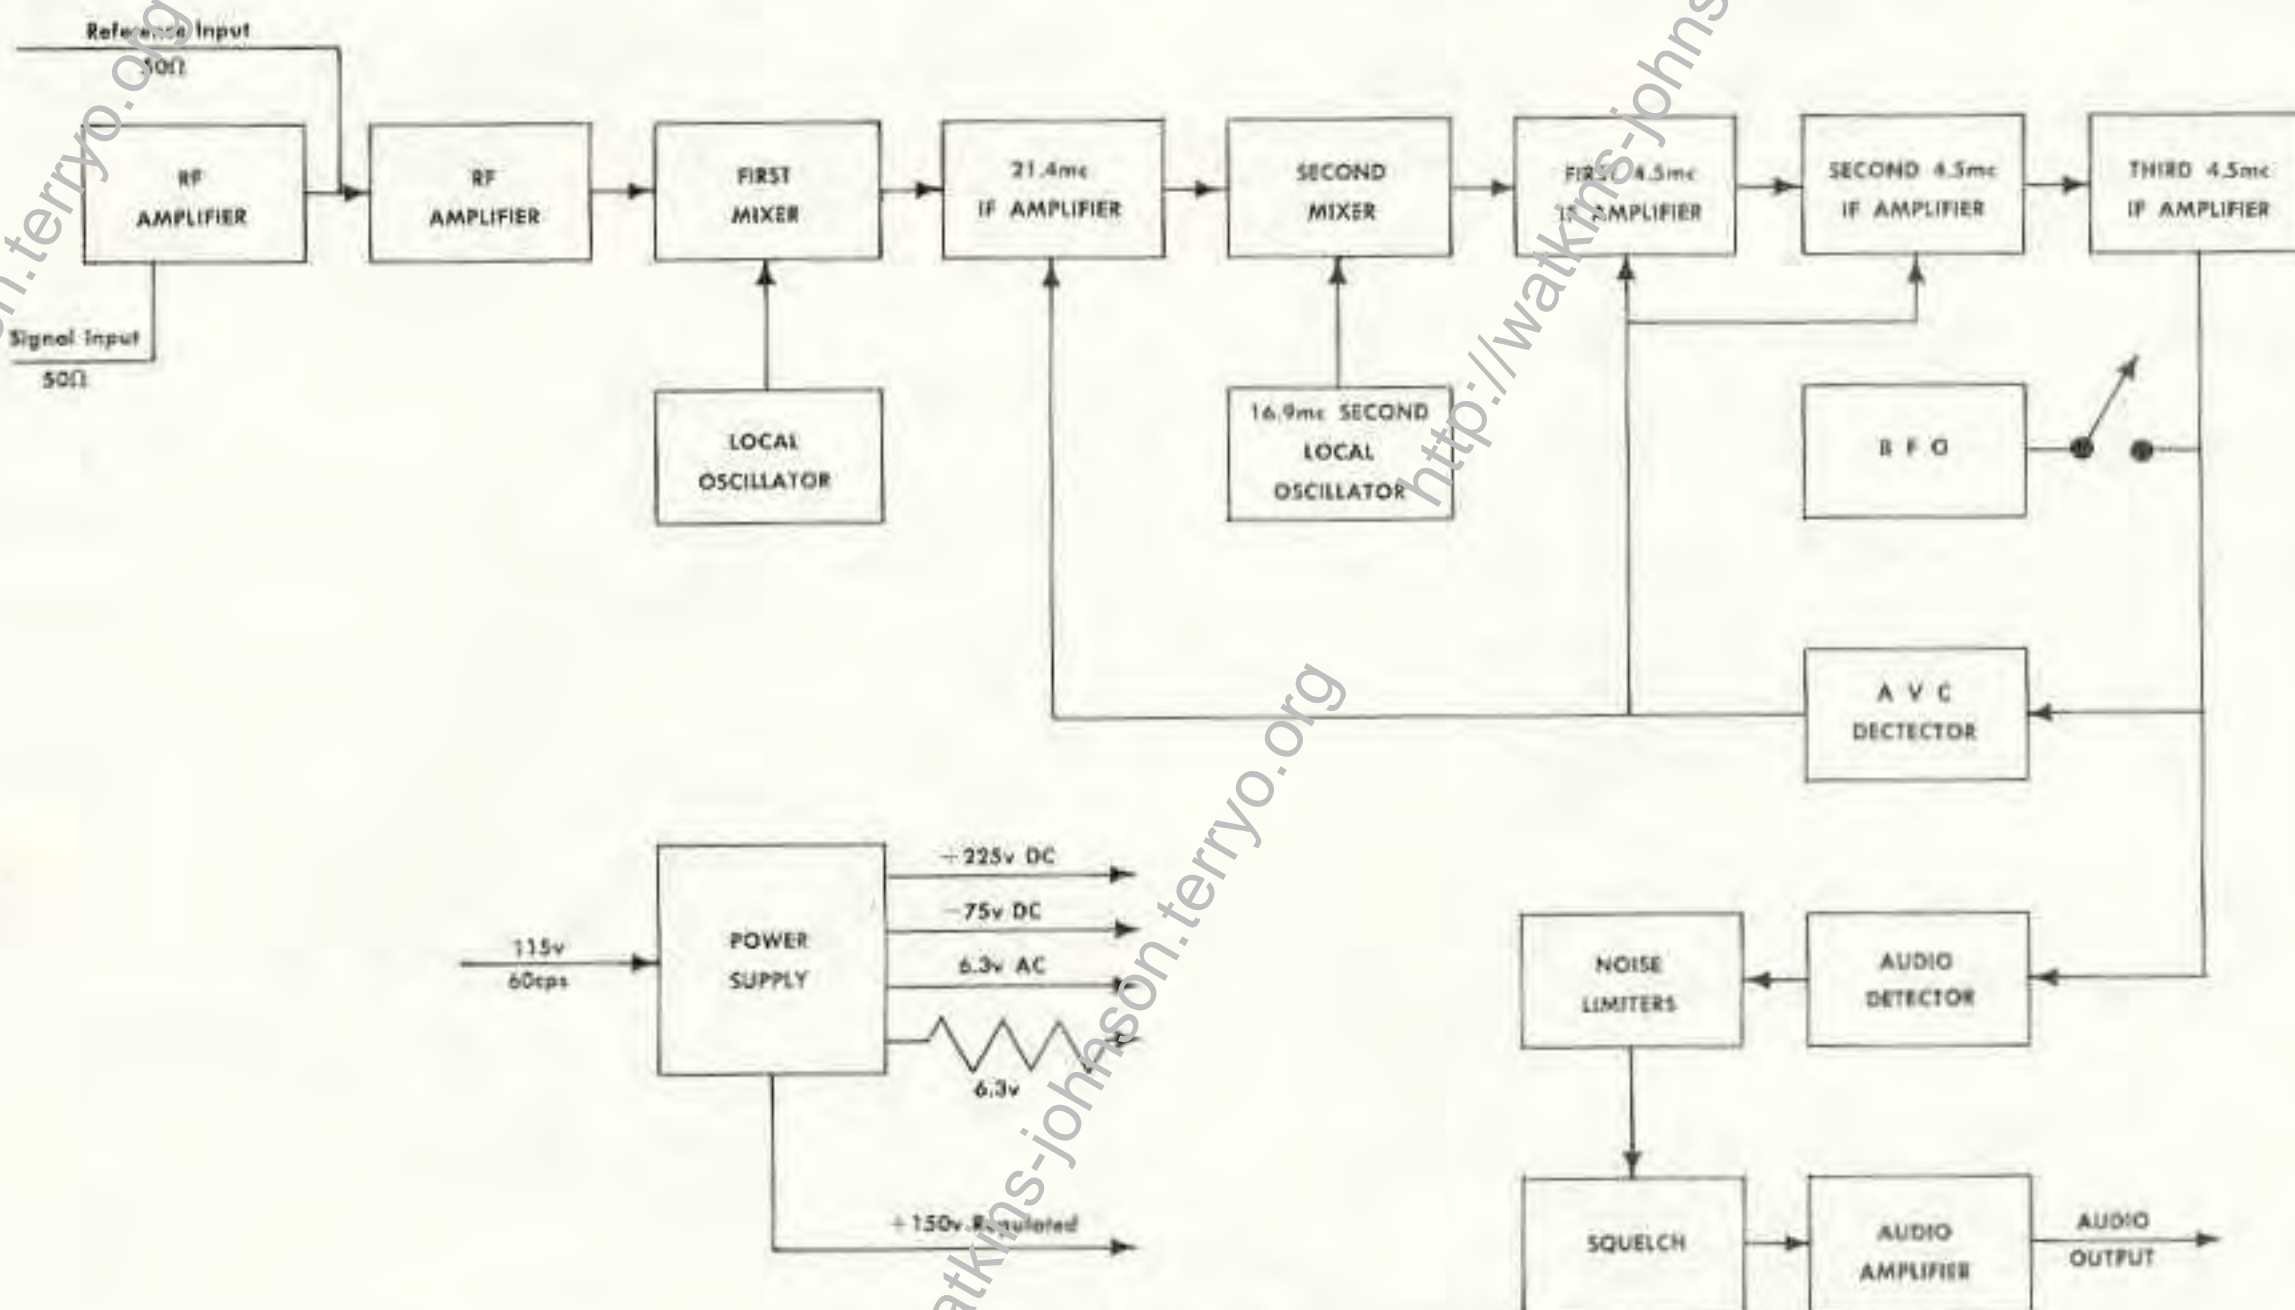 Reference Input
50Ω
RF
AMPLIFIER
RF
AMPLIFIER
FIRST
MIXER
21.4mc
IF AMPLIFIER
SECOND
MIXER
FIRST 4.5mc
IF AMPLIFIER
SECOND 4.5mc
IF AMPLIFIER
THIRD 4.5mc
IF AMPLIFIER
Signal Input
50Ω
LOCAL
OSCILLATOR
16.9mc SECOND
LOCAL
OSCILLATOR
B F O
A V C
DECTECTOR
115v
60cps
POWER
SUPPLY
+225v DC
-75v DC
6.3v AC
6.3v
+150v Regulated
NOISE
LIMITERS
AUDIO
DETECTOR
SQUELCH
AUDIO
AMPLIFIER
AUDIO
OUTPUT
on.terryo.org
http://watkins-johns
atkins-johnson.terryo.org